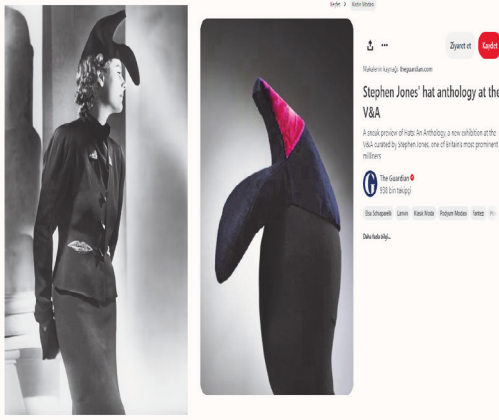 Keşfet > Kadın Modası
Ziyaret et
Kaydet
Makalenin kaynağı: theguardian.com
Stephen Jones' hat anthology at the
V&A
A sneak preview of Hats: An Anthology, a new exhibition at the
V&A curated by Stephen Jones, one of Britain's most prominent
milliners
The Guardian
938 bin takipçi
Elsa Schiaparelli Lanvin Klasik Moda Podyum Modası Fantezi
Daha fazla bilgi...